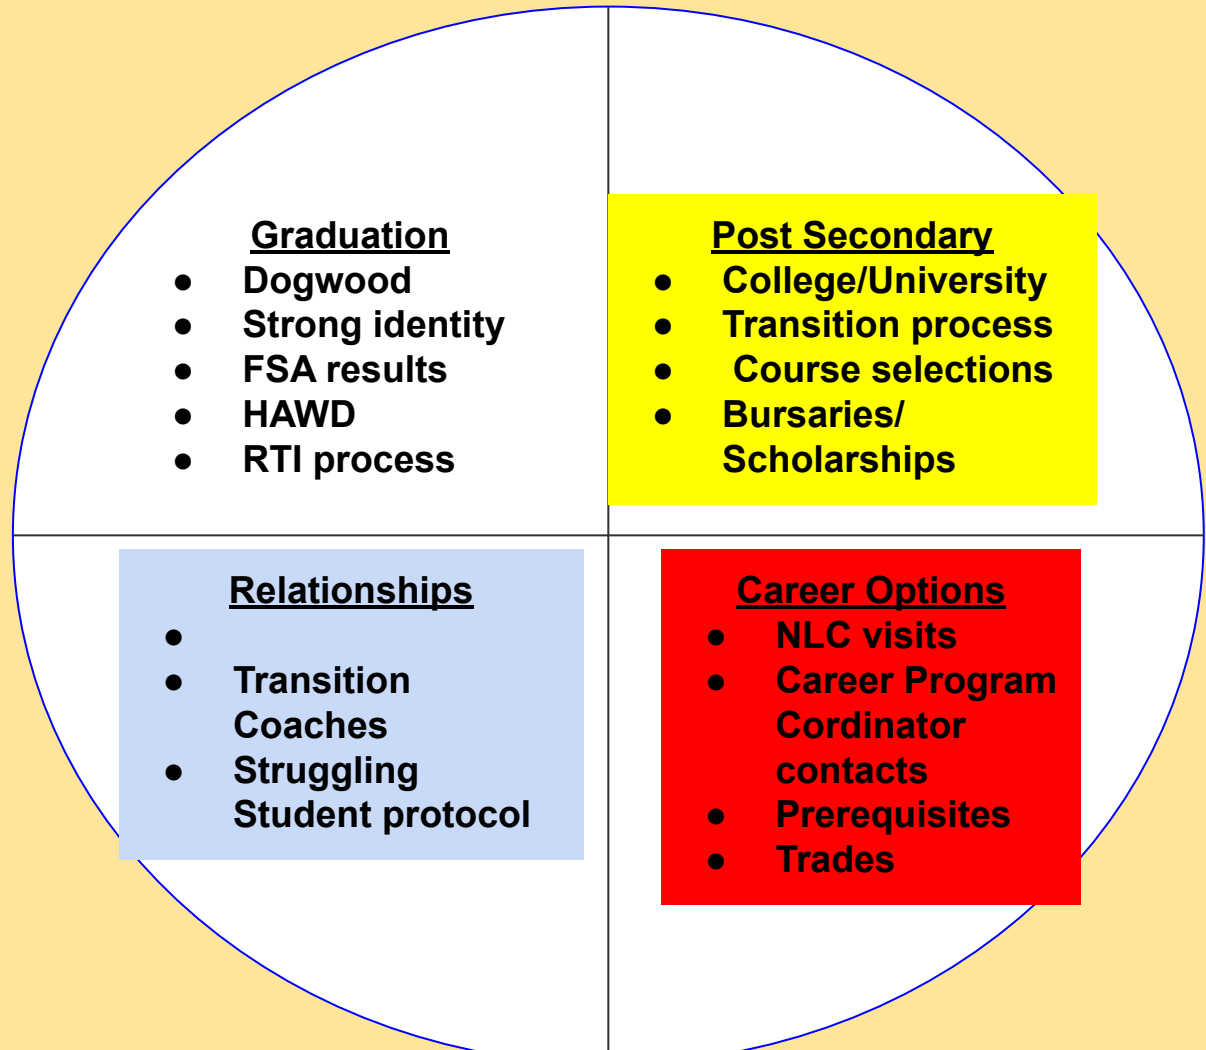 Graduation
● Dogwood
● Strong identity
● FSA results
● HAWD
● RTI process
Post Secondary
● College/University
● Transition process
● Course selections
● Bursaries/
Scholarships
Relationships
●
● Transition
Coaches
● Struggling
Student protocol
Career Options
● NLC visits
● Career Program
Cordinator
contacts
● Prerequisites
● Trades